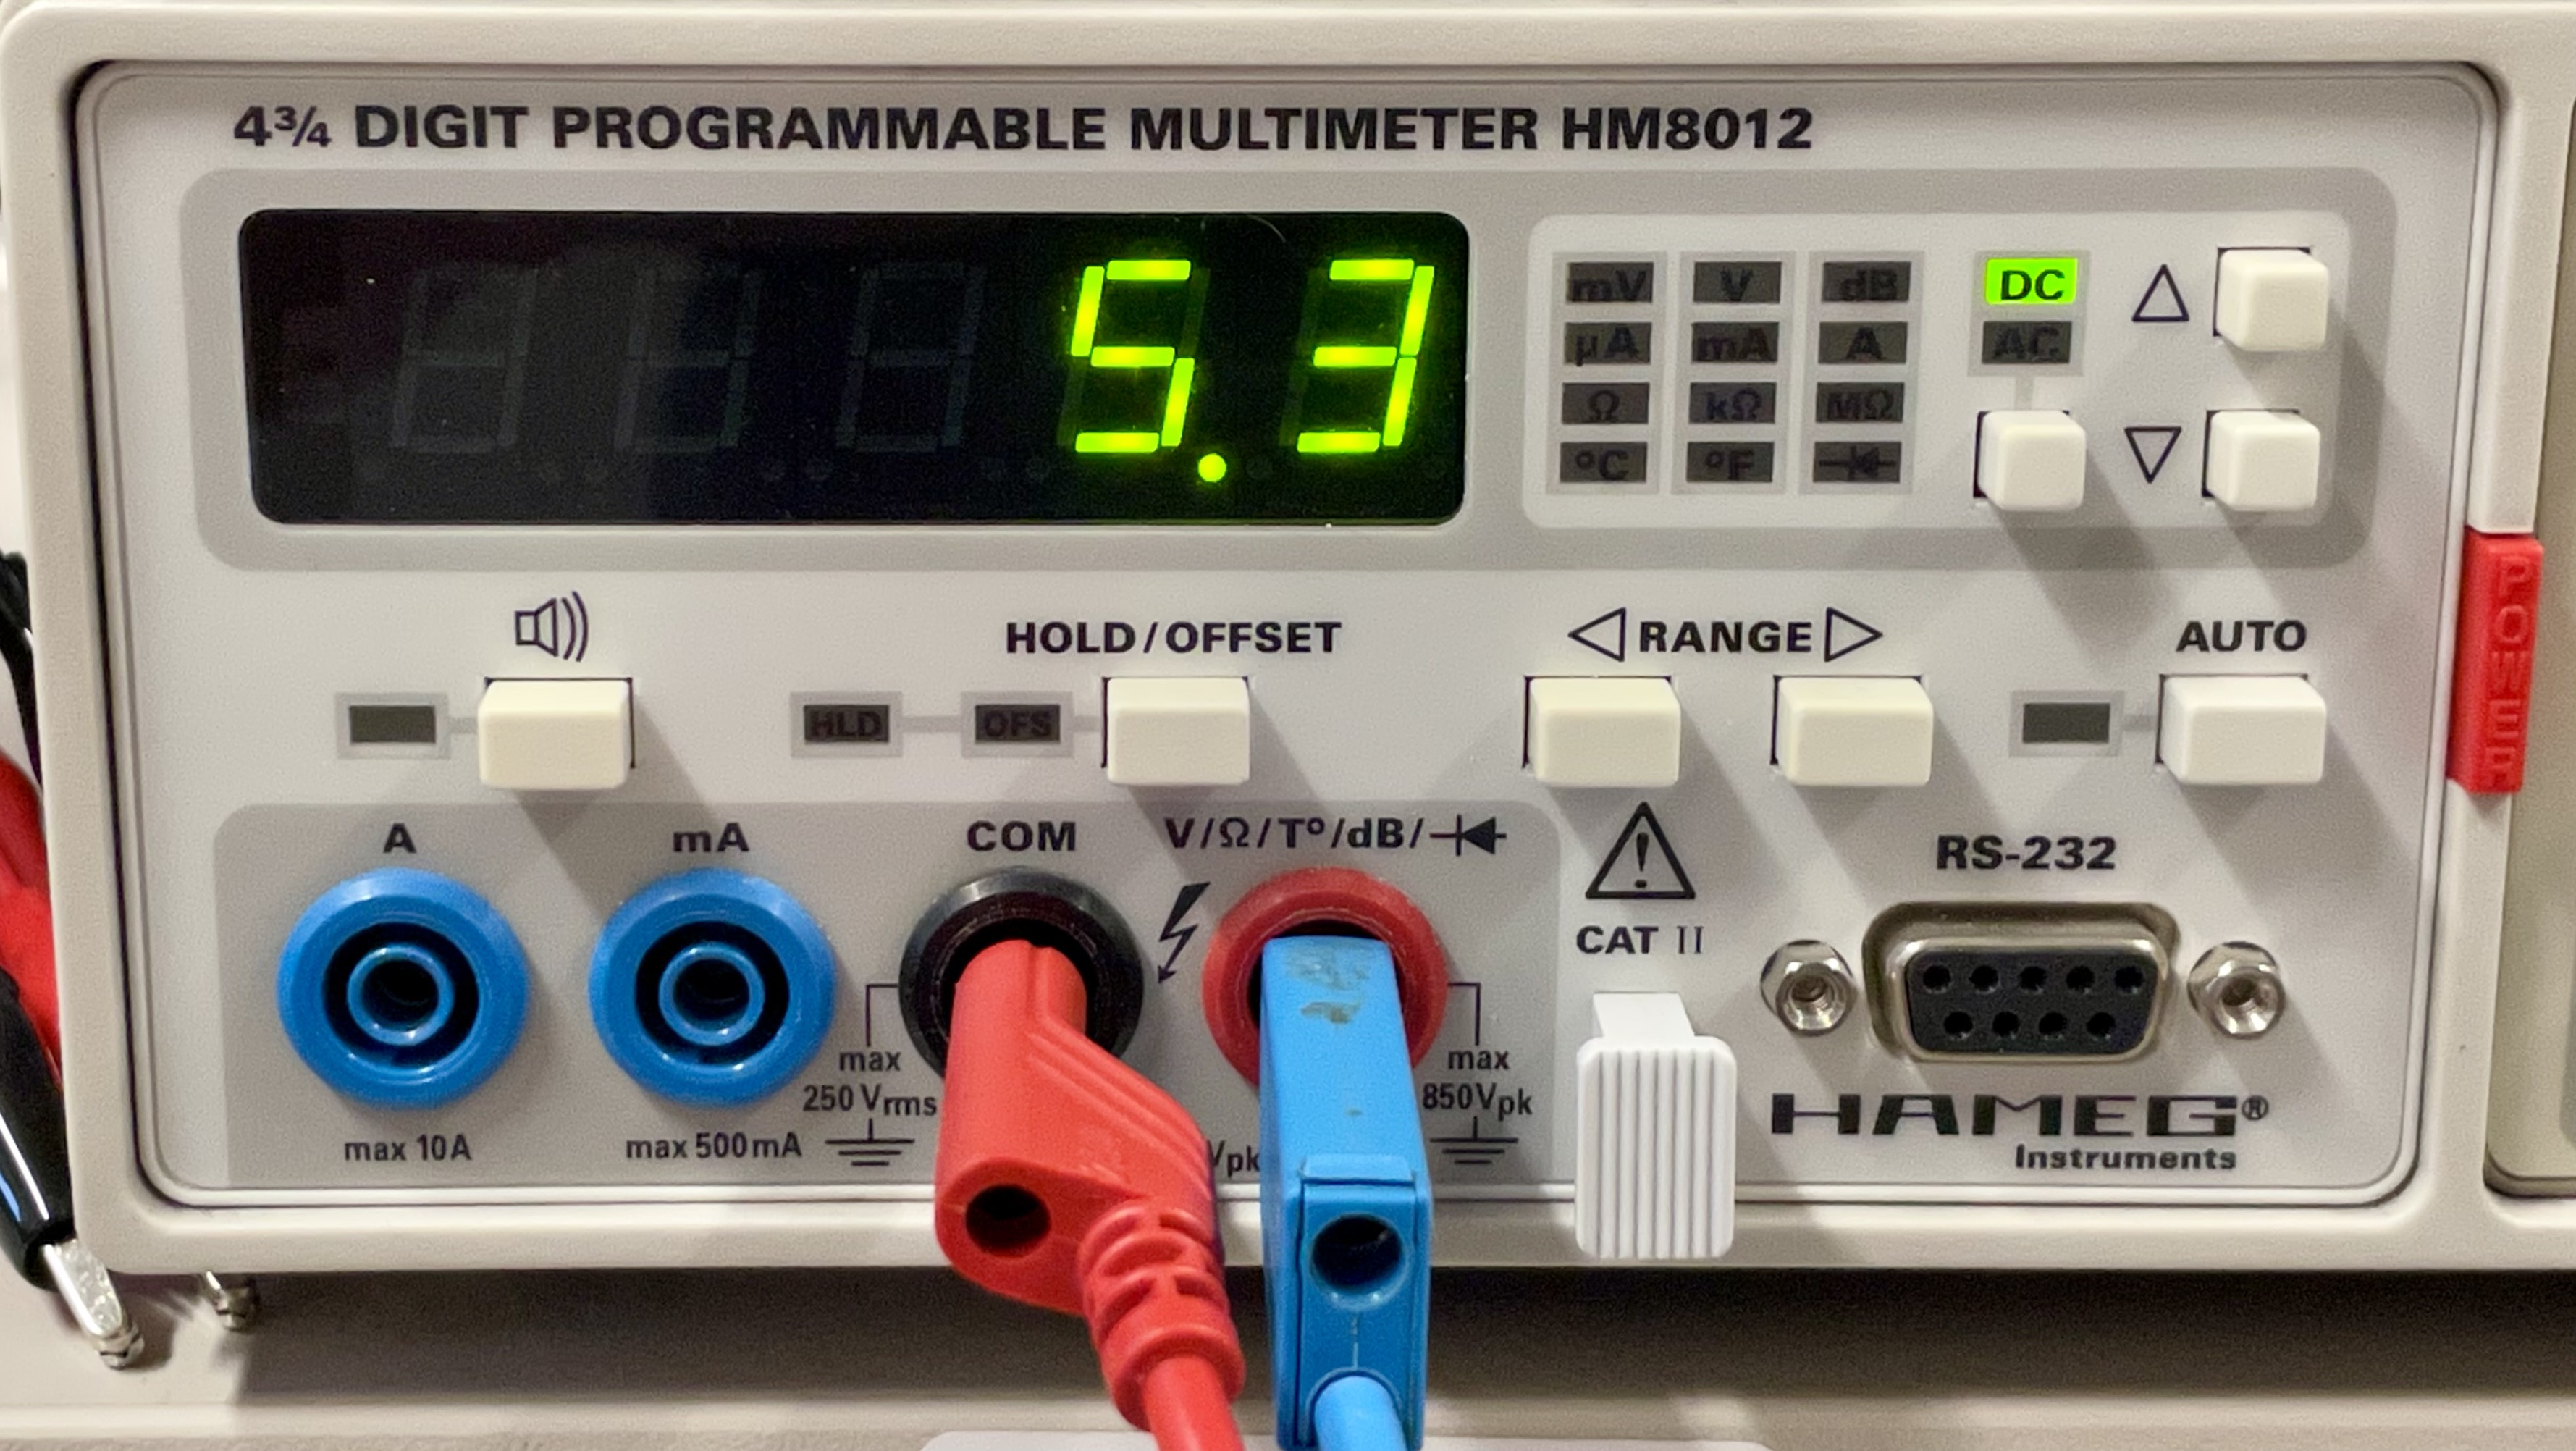 4¾ DIGIT PROGRAMMABLE MULTIMETER HM8012
5.3
mV V dB DC
µA mA A AC
Ω kΩ MΩ
°C °F
HOLD/OFFSET
RANGE
AUTO
HLD OFS
POWER
A mA COM V/Ω/T°/dB/
CAT II
RS-232
max 10A
max 500mA
max
250 Vrms
Vpk
max
850Vpk
HAMEG®
Instruments